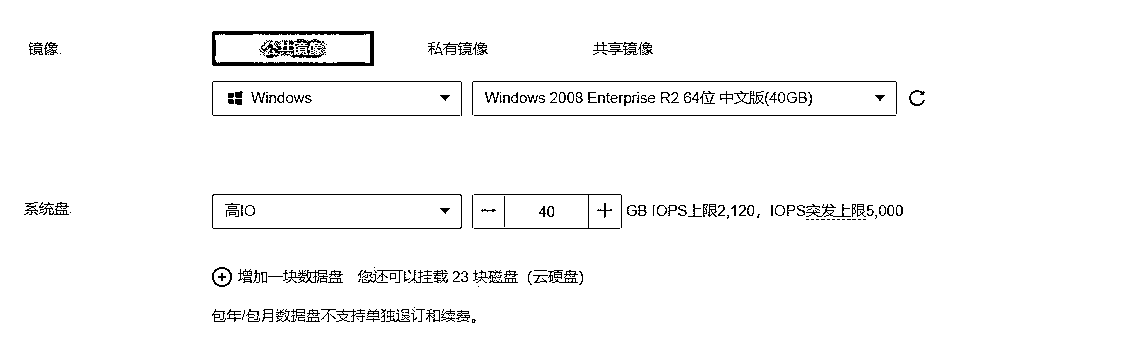 镜像: 公共镜像 私有镜像 共享镜像
Windows Windows 2008 Enterprise R2 64位 中文版(40GB)
系统盘: 高IO 40 GB IOPS上限2,120，IOPS突发上限5,000
增加一块数据盘 您还可以挂载 23 块磁盘（云硬盘）
包年/包月数据盘不支持单独退订和续费。